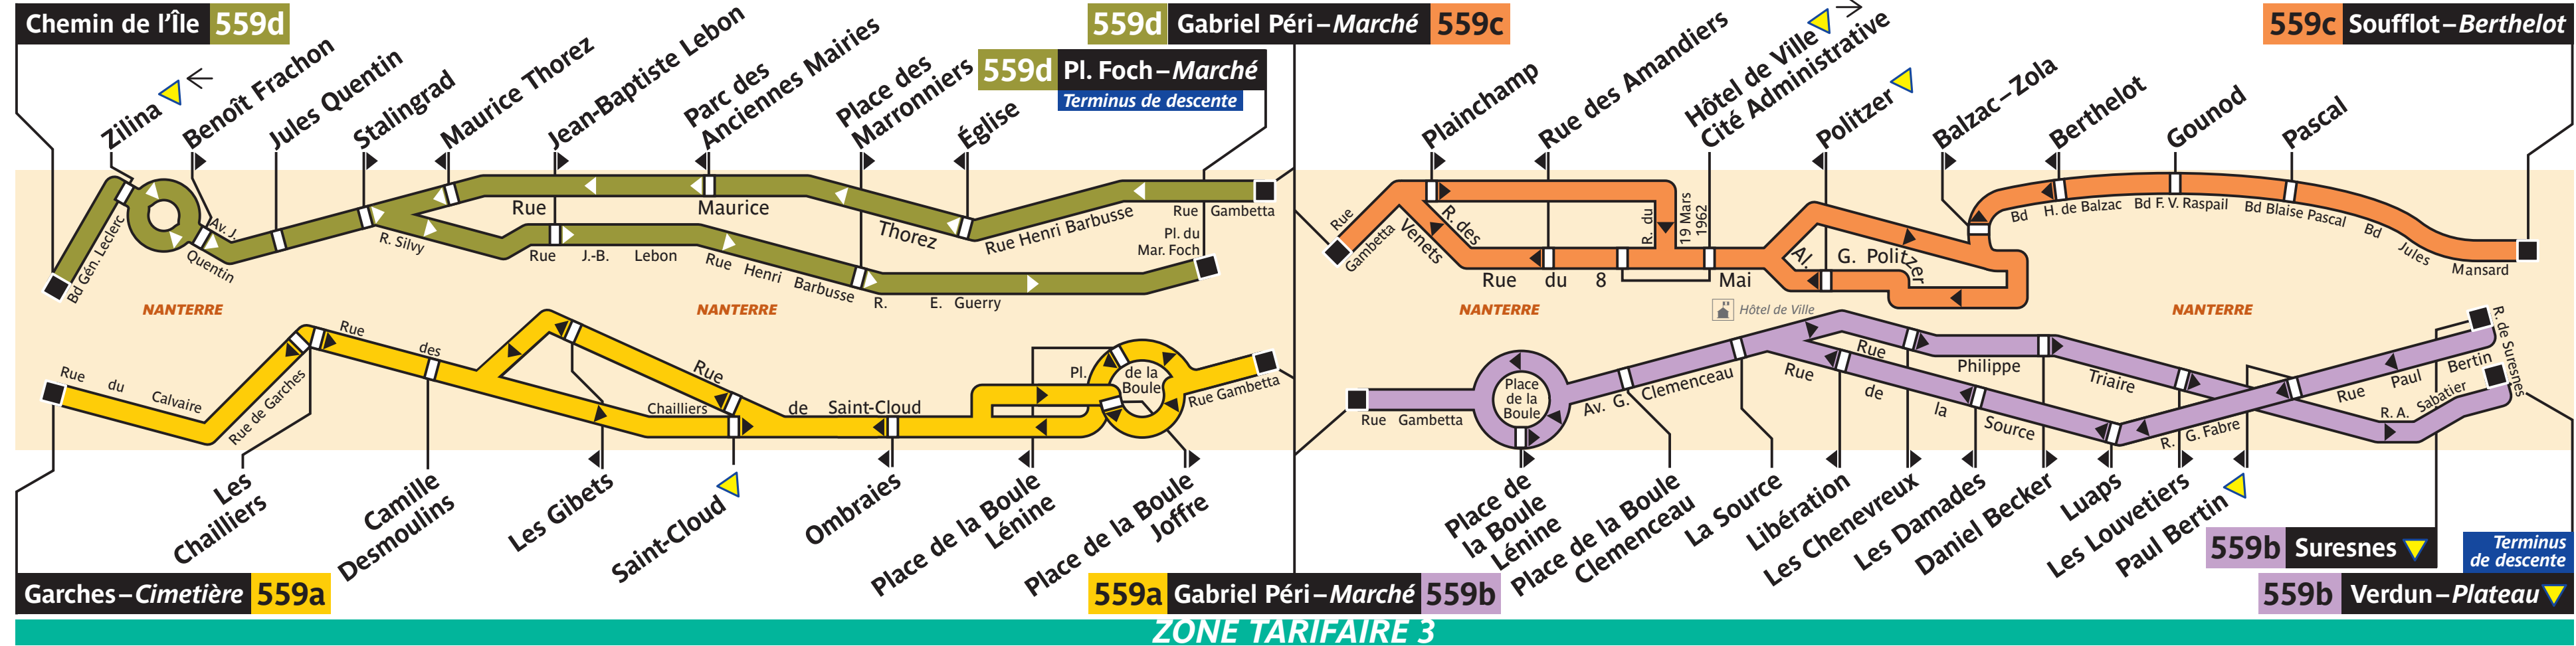 Chemin de l'Île 559d
559d Gabriel Péri – Marché 559c
559c Soufflot – Berthelot
559d Pl. Foch – Marché
Terminus de descente
Zilina
Benoît Frachon
Jules Quentin
Stalingrad
Maurice Thorez
Jean-Baptiste Lebon
Parc des
Anciennes Mairies
Place des
Marronniers
Église
Plainchamp
Rue des Amandiers
Hôtel de Ville
Cité Administrative
Politzer
Balzac – Zola
Berthelot
Gounod
Pascal
Bd Gén. Leclerc
Av. J.
Quentin
R. Silvy
Rue Maurice
Thorez
Rue Henri Barbusse
Rue Gambetta
Pl. du
Mar. Foch
Rue J.-B. Lebon
Rue Henri Barbusse
R. E. Guerry
NANTERRE
NANTERRE
Rue
Gambetta
R. des
Venets
R. du
19 Mars
1962
Rue du 8 Mai
Al. G. Politzer
Bd H. de Balzac
Bd F. V. Raspail
Bd Blaise Pascal
Bd Jules Mansard
NANTERRE
Hôtel de Ville
NANTERRE
Rue du Calvaire
Rue de Garches
Rue des
Chailliers
Rue
de Saint-Cloud
Pl.
de la
Boule
Rue Gambetta
Rue Gambetta
Place
de la
Boule
Av. G. Clemenceau
Rue Philippe
Triaire
Rue de la Source
R. G. Fabre
Rue Paul Bertin
R. A. Sabatier
R. de Suresnes
Les
Chailliers
Camille
Desmoulins
Les Gibets
Saint-Cloud
Ombraies
Place de la Boule
Lénine
Place de la Boule
Joffre
Place de
la Boule
Lénine
Place de la Boule
Clemenceau
La Source
Libération
Les Chenevreux
Les Damades
Daniel Becker
Luaps
Les Louvetiers
Paul Bertin
559b Suresnes
Terminus
de descente
Garches – Cimetière 559a
559a Gabriel Péri – Marché 559b
559b Verdun – Plateau
ZONE TARIFAIRE 3